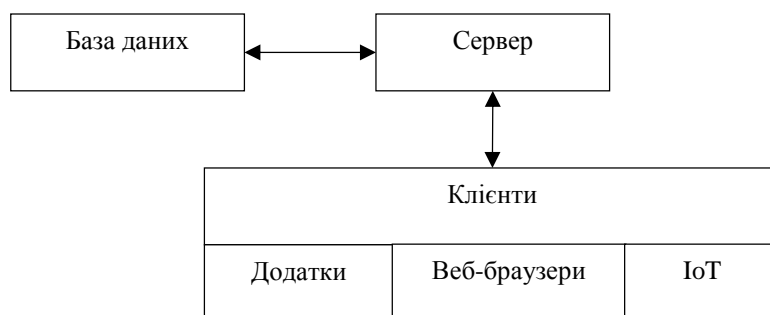 База даних
Сервер
Клієнти
Додатки
Веб-браузери
IoT